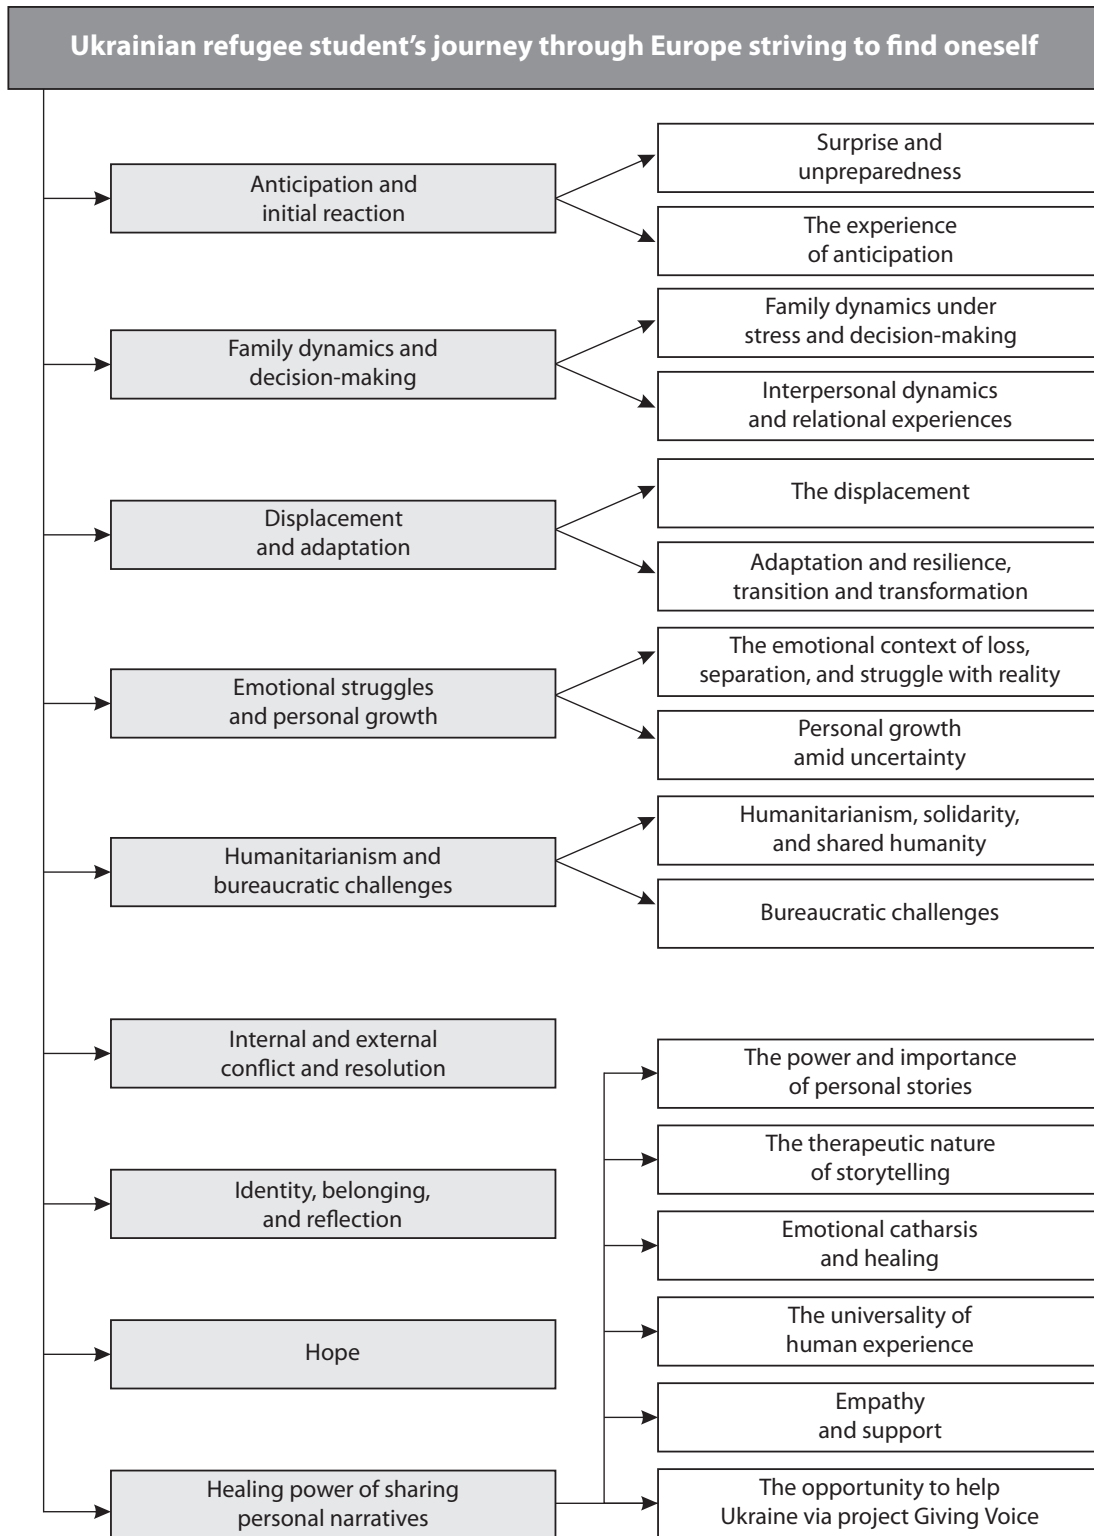 Ukrainian refugee student’s journey through Europe striving to find oneself
Anticipation and
initial reaction
Surprise and
unpreparedness
The experience
of anticipation
Family dynamics and
decision-making
Family dynamics under
stress and decision-making
Interpersonal dynamics
and relational experiences
Displacement
and adaptation
The displacement
Adaptation and resilience,
transition and transformation
Emotional struggles
and personal growth
The emotional context of loss,
separation, and struggle with reality
Personal growth
amid uncertainty
Humanitarianism and
bureaucratic challenges
Humanitarianism, solidarity,
and shared humanity
Bureaucratic challenges
Internal and external
conflict and resolution
Identity, belonging,
and reflection
Hope
Healing power of sharing
personal narratives
The power and importance
of personal stories
The therapeutic nature
of storytelling
Emotional catharsis
and healing
The universality of
human experience
Empathy
and support
The opportunity to help
Ukraine via project Giving Voice